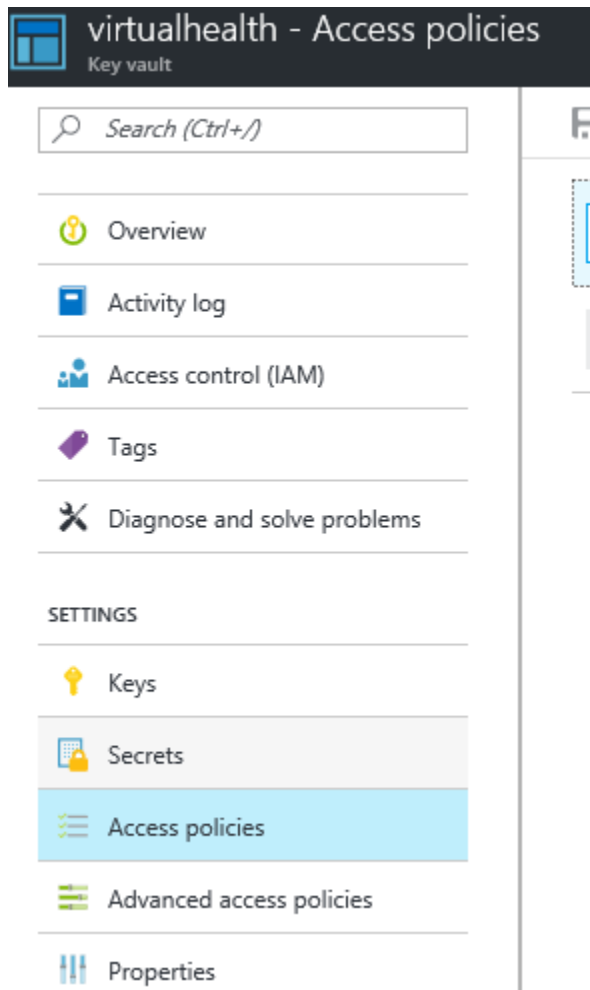 virtualhealth - Access policies
Key vault
Search (Ctrl+/)
Overview
Activity log
Access control (IAM)
Tags
Diagnose and solve problems
SETTINGS
Keys
Secrets
Access policies
Advanced access policies
Properties